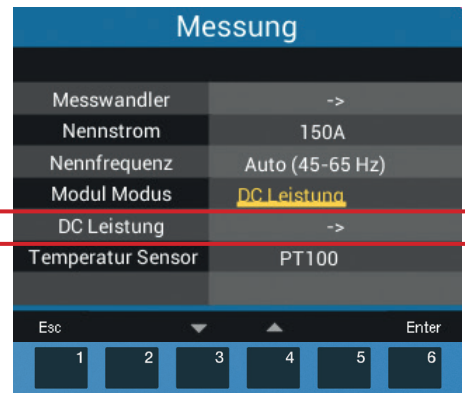 Messung
Messwandler ->
Nennstrom 150A
Nennfrequenz Auto (45-65 Hz)
Modul Modus DC Leistung
DC Leistung ->
Temperatur Sensor PT100
Esc Enter
1 2 3 4 5 6